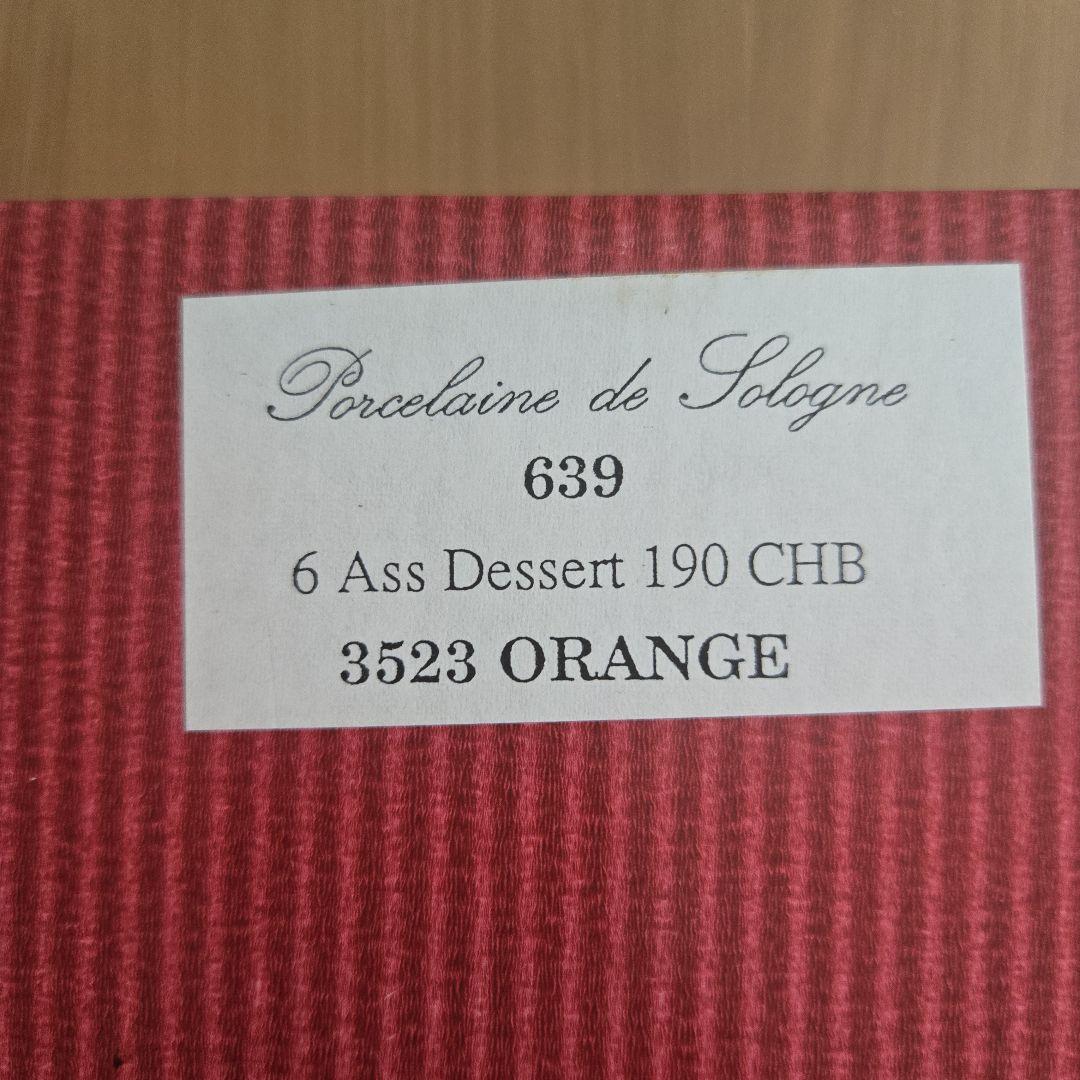 Porcelaine de Sologne
639
6 Ass Dessert 190 CHB
3523 ORANGE